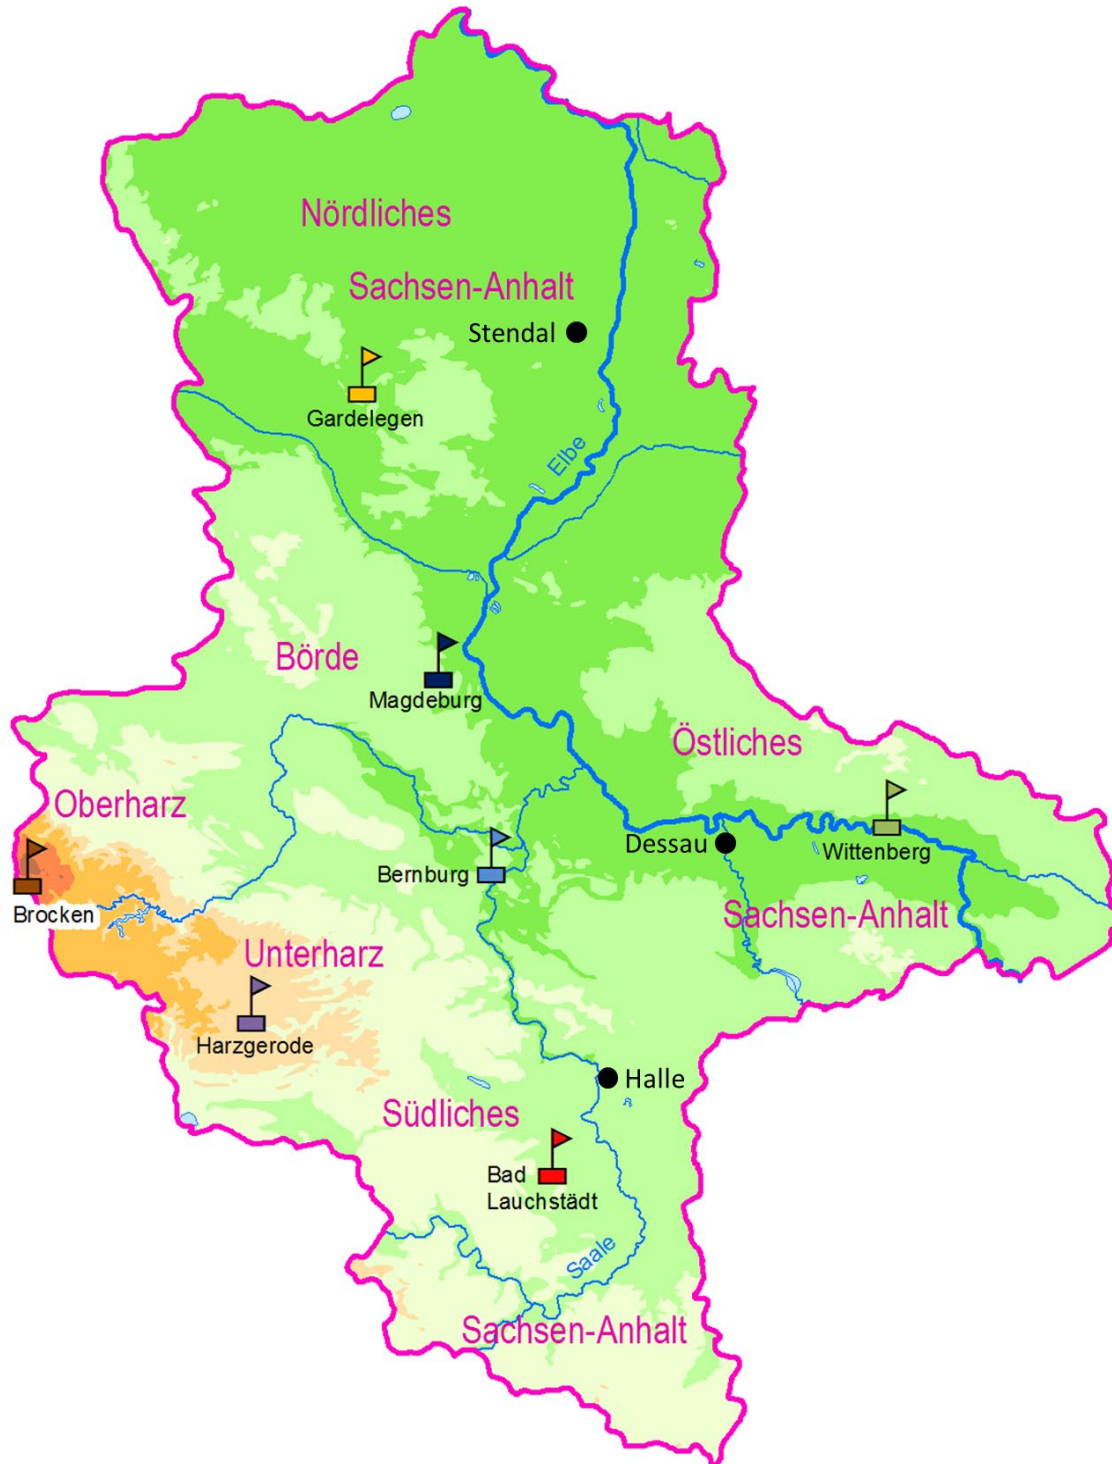 Nördliches
Sachsen-Anhalt
Stendal
Gardelegen
Elbe
Börde
Magdeburg
Östliches
Oberharz
Dessau
Wittenberg
Bernburg
Brocken
Sachsen-Anhalt
Unterharz
Harzgerode
Halle
Südliches
Bad
Lauchstädt
Saale
Sachsen-Anhalt